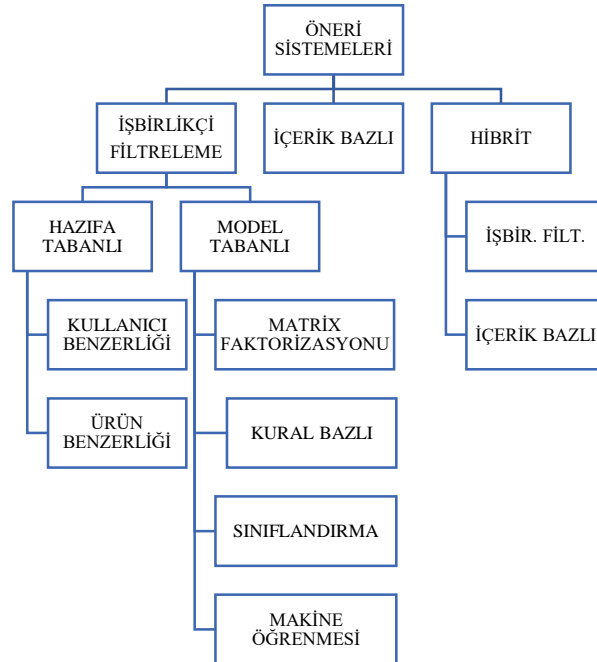 ÖNERİ
SİSTEMELERİ
İŞBİRLİKÇİ
FİLTRELEME
İÇERİK BAZLI
HİBRİT
HAZIFA
TABANLI
MODEL
TABANLI
İŞBİR. FİLT.
KULLANICI
BENZERLİĞİ
MATRİX
FAKTORİZASYONU
İÇERİK BAZLI
ÜRÜN
BENZERLİĞİ
KURAL BAZLI
SINIFLANDIRMA
MAKİNE
ÖĞRENMESİ